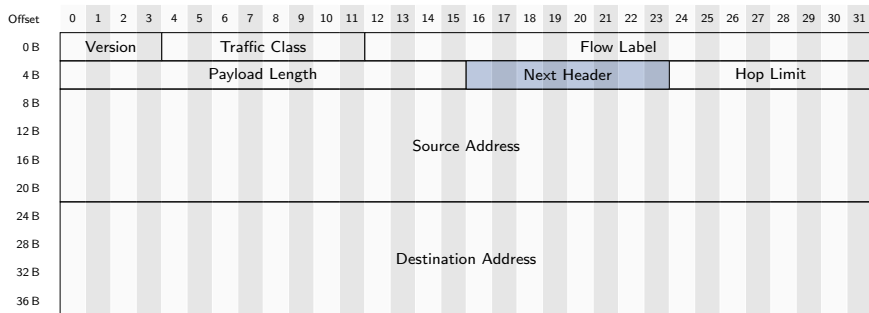 Offset 0 1 2 3 4 5 6 7 8 9 10 11 12 13 14 15 16 17 18 19 20 21 22 23 24 25 26 27 28 29 30 31
0 B Version Traffic Class Flow Label
4 B Payload Length Next Header Hop Limit
8 B
12 B
Source Address
16 B
20 B
24 B
28 B
Destination Address
32 B
36 B